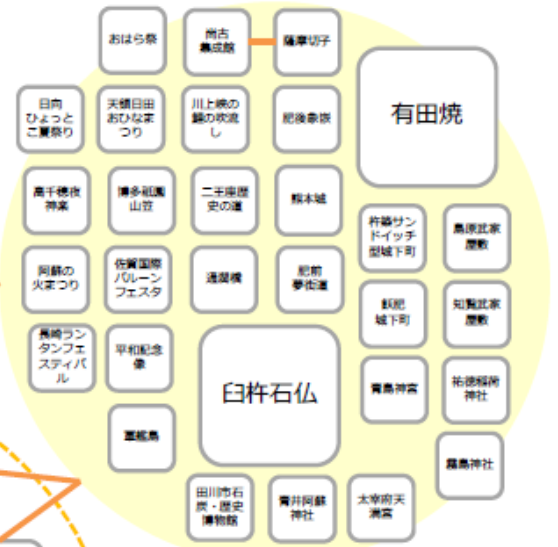 おはら祭
尚古
集成館
薩摩切子
有田焼
日向
ひょっと
こ夏祭り
天領日田
おひなま
つり
川上峡の
鯉の吹流
し
肥後象嵌
高千穂夜
神楽
博多祇園
山笠
二王座歴
史の道
熊本城
杵築サン
ドイッチ
型城下町
島原武家
屋敷
阿蘇の
火まつり
佐賀国際
バルーン
フェスタ
通潤橋
肥前
夢街道
飫肥
城下町
知覧武家
屋敷
長崎ラン
タンフェ
スティバ
ル
平和記念
像
臼杵石仏
青島神宮
祐徳稲荷
神社
軍艦島
霧島神社
田川市石
炭・歴史
博物館
青井阿蘇
神社
太宰府天
満宮